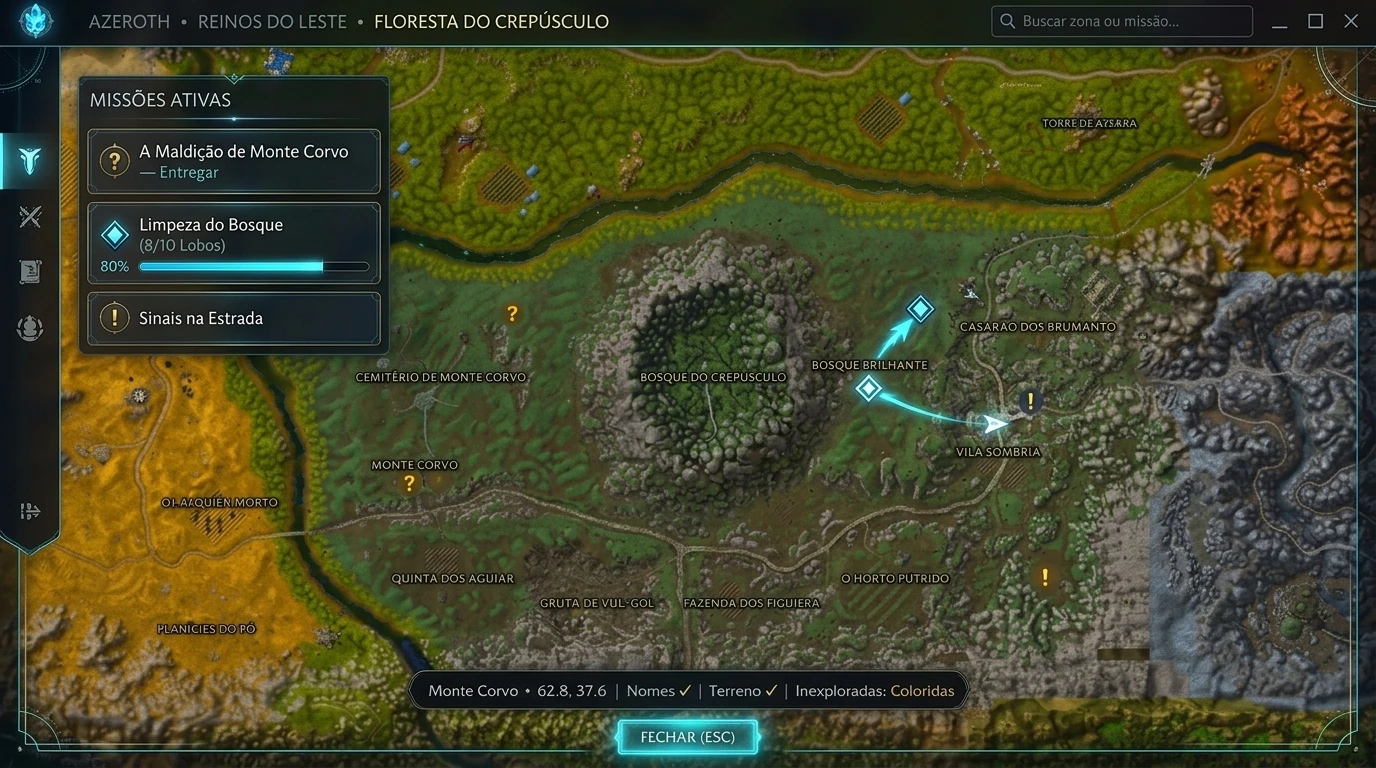 AZEROTH • REINOS DO LESTE • FLORESTA DO CREPÚSCULO
Buscar zona ou missão...
MISSÕES ATIVAS
? A Maldição de Monte Corvo
— Entregar
Limpeza do Bosque
(8/10 Lobos)
80%
! Sinais na Estrada
TORRE DE
?
CASARÃO DOS BRUMANTO
BOSQUE BRILHANTE
CEMITÉRIO DE MONTE CORVO
BOSQUE DO CREPUSCULO
!
VILA SOMBRIA
MONTE CORVO
?
MORTO
QUINTA DOS AGUIAR
O HORTO PUTRIDO
!
GRUTA DE VUL-GOL
FAZENDA DOS FIGUEIRA
PLANÍCIES DO PÓ
Monte Corvo • 62.8, 37.6 | Nomes ✓ | Terreno ✓ | Inexploradas: Coloridas
FECHAR (ESC)